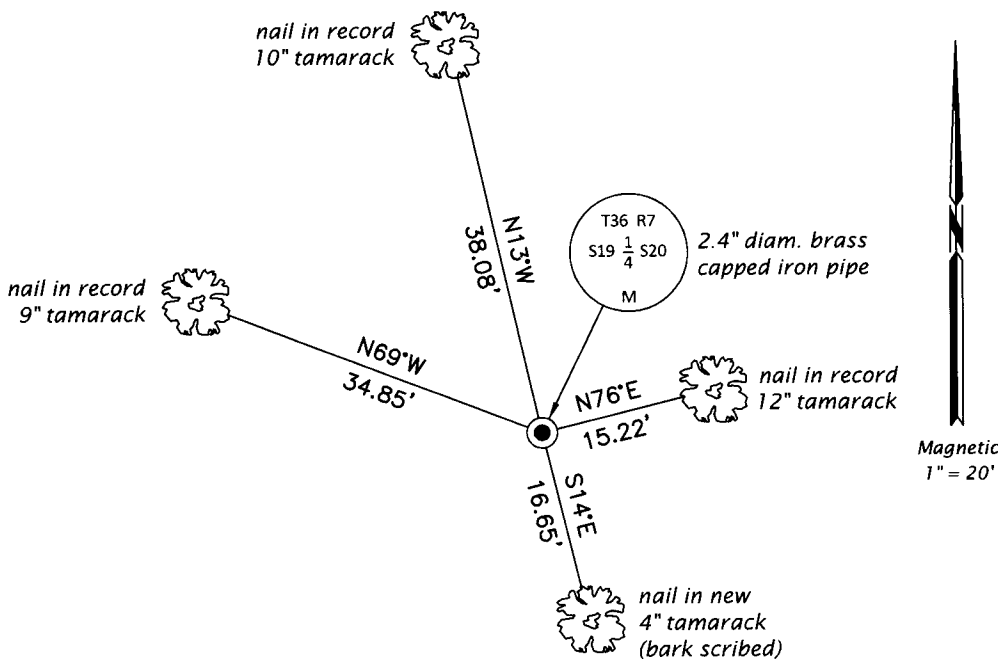 nail in record
10" tamarack
N13°W
38.08'
T36 R7
S19 1/4 S20
M
2.4" diam. brass
capped iron pipe
nail in record
9" tamarack
N69°W
34.85'
N76°E
15.22'
nail in record
12" tamarack
S14°E
16.65'
nail in new
4" tamarack
(bark scribed)
N
Magnetic
1" = 20'